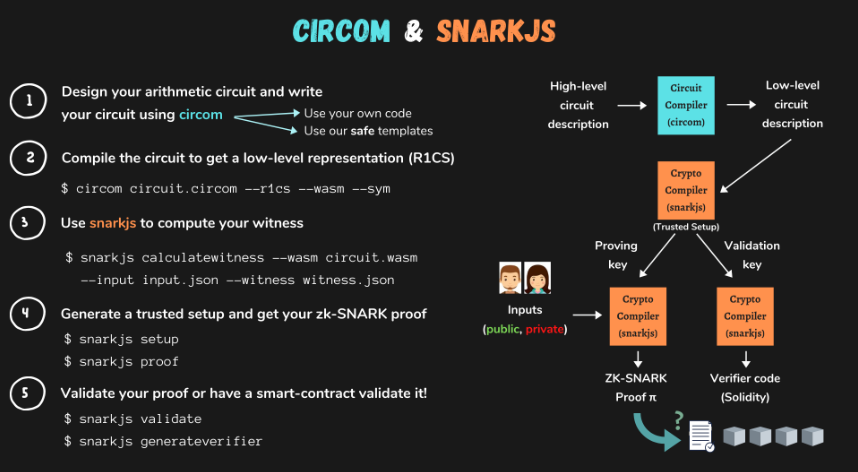 CIRCOM & SNARKJS
1
Design your arithmetic circuit and write
your circuit using circom
Use your own code
Use our safe templates
2
Compile the circuit to get a low-level representation (R1CS)
$ circom circuit.circom --r1cs --wasm --sym
3
Use snarkjs to compute your witness
$ snarkjs calculatewitness --wasm circuit.wasm
--input input.json --witness witness.json
4
Generate a trusted setup and get your zk-SNARK proof
$ snarkjs setup
$ snarkjs proof
5
Validate your proof or have a smart-contract validate it!
$ snarkjs validate
$ snarkjs generateverifier
High-level
circuit
description
Circuit
Compiler
(circom)
Low-level
circuit
description
Crypto
Compiler
(snarkjs)
(Trusted Setup)
Proving
key
Validation
key
Inputs
(public, private)
Crypto
Compiler
(snarkjs)
Crypto
Compiler
(snarkjs)
ZK-SNARK
Proof π
Verifier code
(Solidity)
?